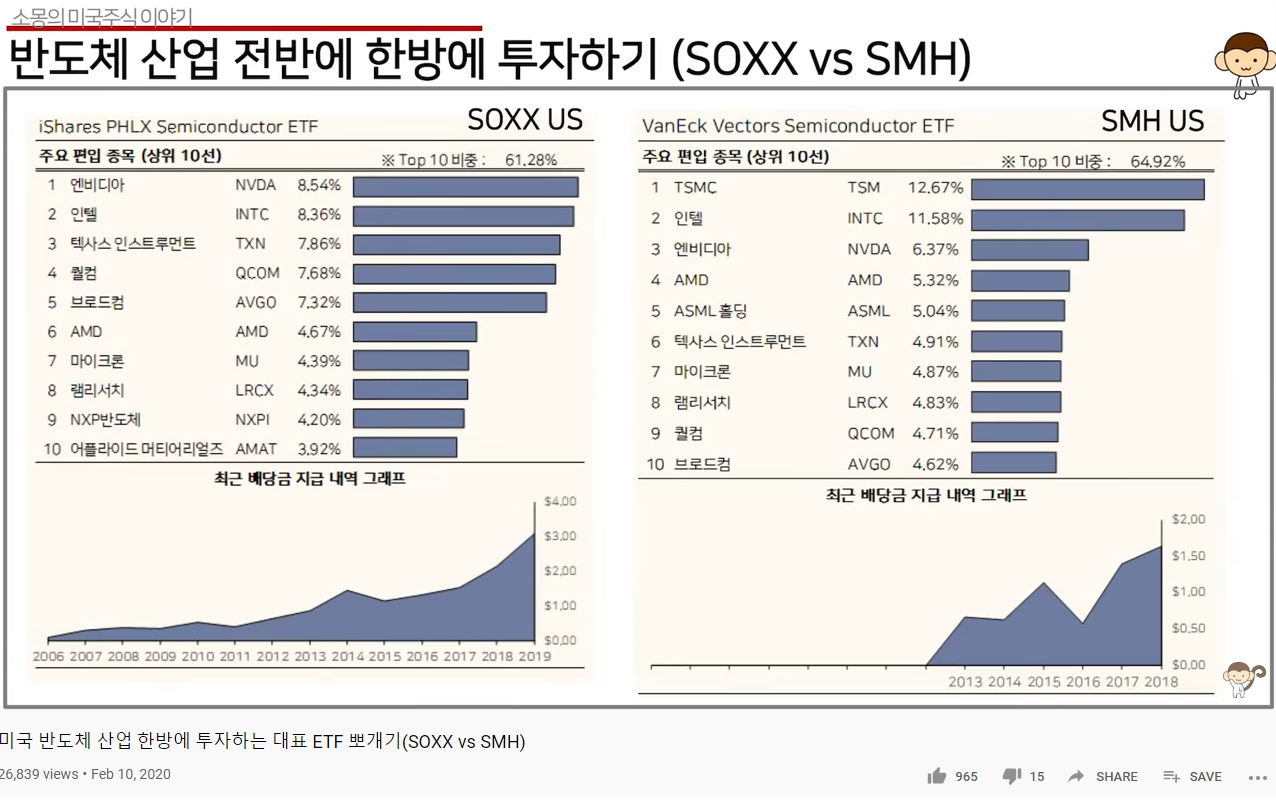 소몽의 미국주식 이야기
반도체 산업 전반에 한방에 투자하기 (SOXX vs SMH)
iShares PHLX Semiconductor ETF SOXX US
주요 편입 종목 (상위 10선) ※ Top 10 비중 : 61.28%
1 엔비디아 NVDA 8.54%
2 인텔 INTC 8.36%
3 텍사스 인스트루먼트 TXN 7.86%
4 퀄컴 QCOM 7.68%
5 브로드컴 AVGO 7.32%
6 AMD AMD 4.67%
7 마이크론 MU 4.39%
8 램리서치 LRCX 4.34%
9 NXP반도체 NXPI 4.20%
10 어플라이드 머티어리얼즈 AMAT 3.92%
최근 배당금 지급 내역 그래프
$4.00
$3.00
$2.00
$1.00
$0.00
2006 2007 2008 2009 2010 2011 2012 2013 2014 2015 2016 2017 2018 2019
VanEck Vectors Semiconductor ETF SMH US
주요 편입 종목 (상위 10선) ※ Top 10 비중 : 64.92%
1 TSMC TSM 12.67%
2 인텔 INTC 11.58%
3 엔비디아 NVDA 6.37%
4 AMD AMD 5.32%
5 ASML 홀딩 ASML 5.04%
6 텍사스 인스트루먼트 TXN 4.91%
7 마이크론 MU 4.87%
8 램리서치 LRCX 4.83%
9 퀄컴 QCOM 4.71%
10 브로드컴 AVGO 4.62%
최근 배당금 지급 내역 그래프
$2.00
$1.50
$1.00
$0.50
$0.00
2013 2014 2015 2016 2017 2018
미국 반도체 산업 한방에 투자하는 대표 ETF 뽀개기(SOXX vs SMH)
26,839 views • Feb 10, 2020
965 15 SHARE SAVE